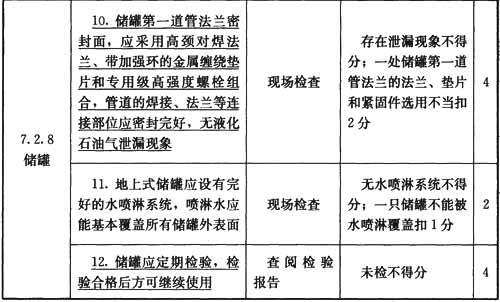 7.2.8
储罐
10. 储罐第一道管法兰密
封面，应采用高颈对焊法
兰、带加强环的金属缠绕垫
片和专用级高强度螺栓组
合，管道的焊接、法兰等连
接部位应密封完好，无液化
石油气泄漏现象
现场检查
存在泄漏现象不得
分；一处储罐第一道
管法兰的法兰、垫片
和紧固件选用不当扣
2分
4
11. 地上式储罐应设有完
好的水喷淋系统，喷淋水应
能基本覆盖所有储罐外表面
现场检查
无水喷淋系统不得
分；一只储罐不能被
水喷淋覆盖扣1分
2
12. 储罐应定期检验，检
验合格后方可继续使用
查阅检验
报告
未检不得分
4